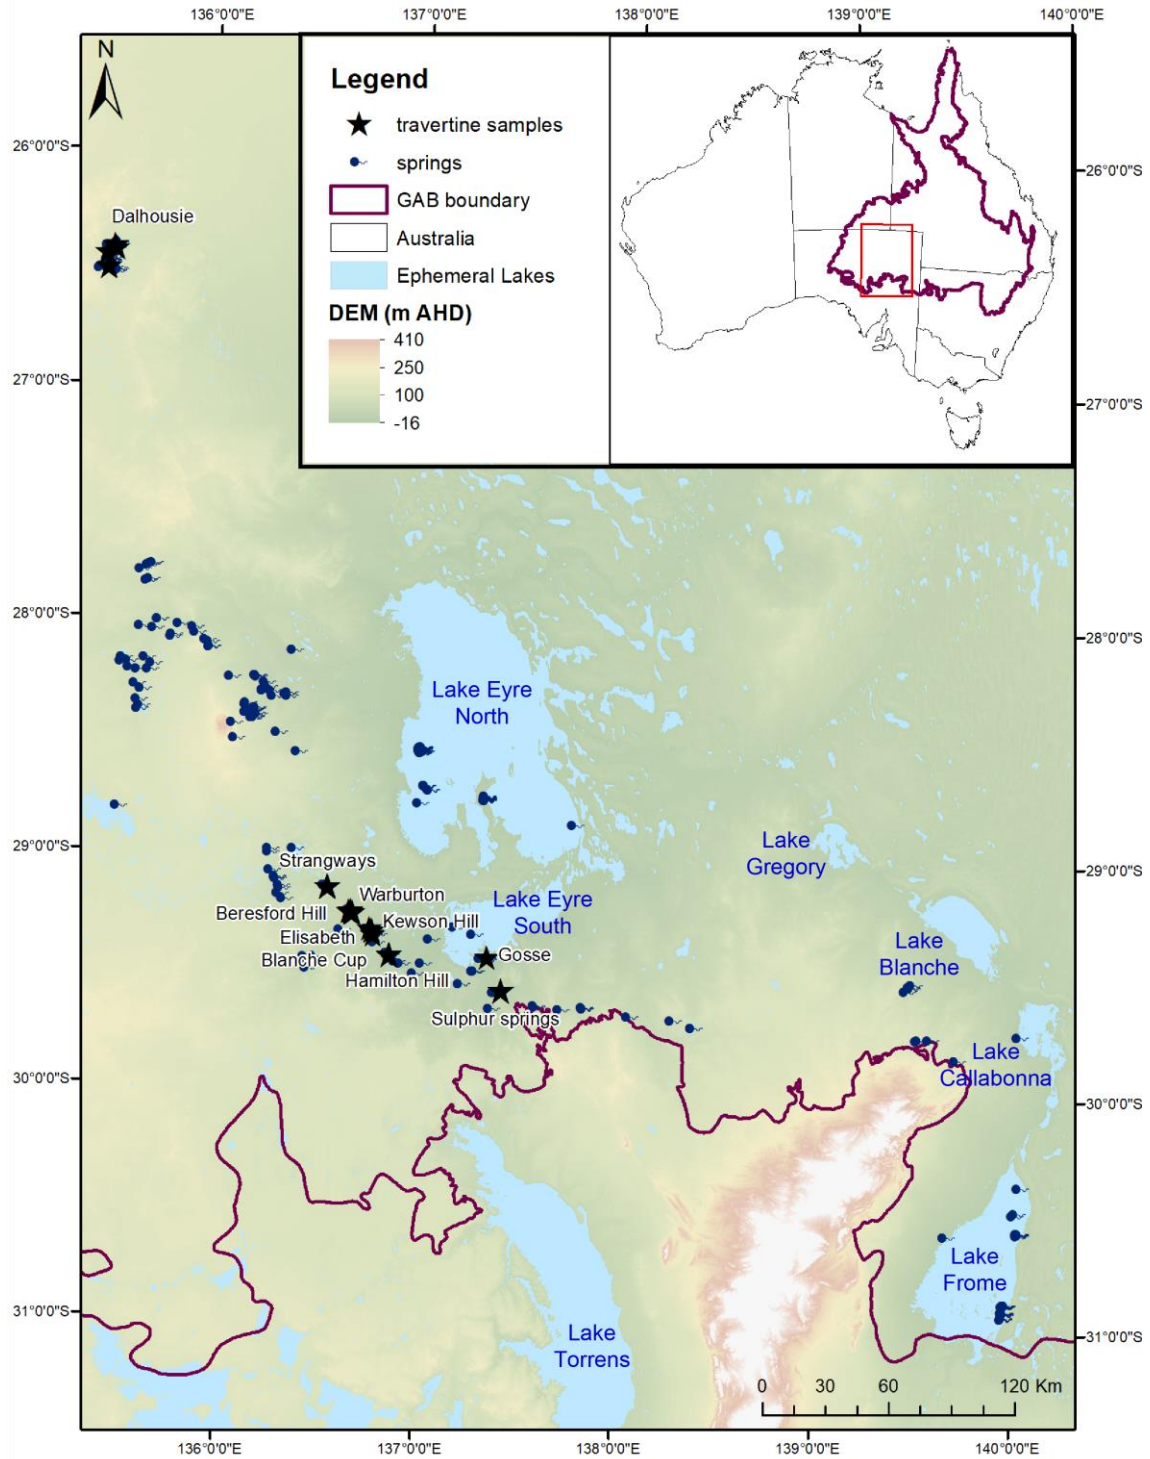 136°0'0"E
137°0'0"E
138°0'0"E
139°0'0"E
140°0'0"E
N
Legend
travertine samples
springs
GAB boundary
Australia
Ephemeral Lakes
DEM (m AHD)
410
250
100
-16
26°0'0"S
26°0'0"S
Dalhousie
27°0'0"S
27°0'0"S
28°0'0"S
28°0'0"S
Lake Eyre
North
29°0'0"S
29°0'0"S
Lake
Gregory
Strangways
Warburton
Beresford Hill
Kewson Hill
Lake Eyre
South
Elisabeth
Blanche Cup
Gosse
Hamilton Hill
Lake
Blanche
Sulphur springs
Lake
Callabonna
30°0'0"S
30°0'0"S
Lake
Frome
31°0'0"S
31°0'0"S
Lake
Torrens
0
30
60
120 Km
136°0'0"E
137°0'0"E
138°0'0"E
139°0'0"E
140°0'0"E